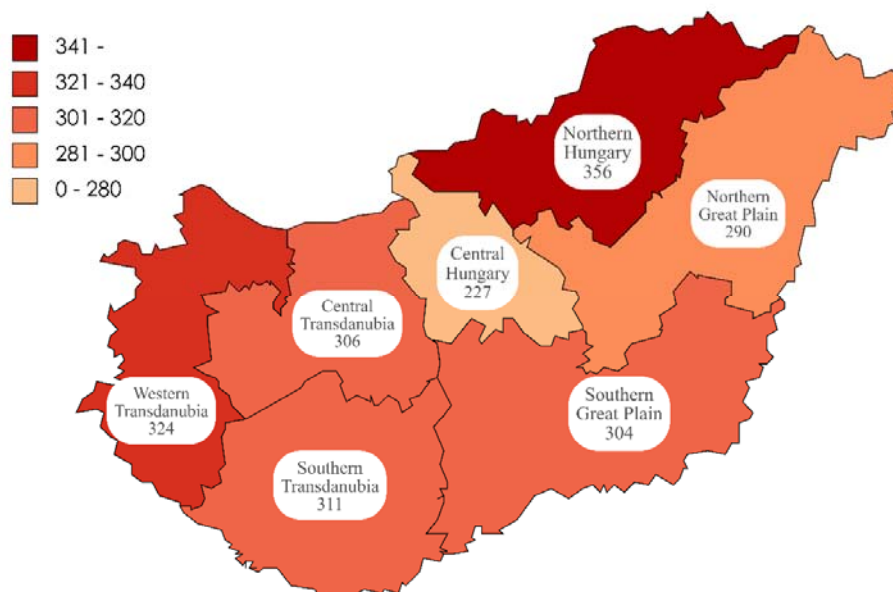 341 -
321 - 340
301 - 320
281 - 300
0 - 280
Northern
Hungary
356
Northern
Great Plain
290
Central
Hungary
227
Central
Transdanubia
306
Western
Transdanubia
324
Southern
Great Plain
304
Southern
Transdanubia
311